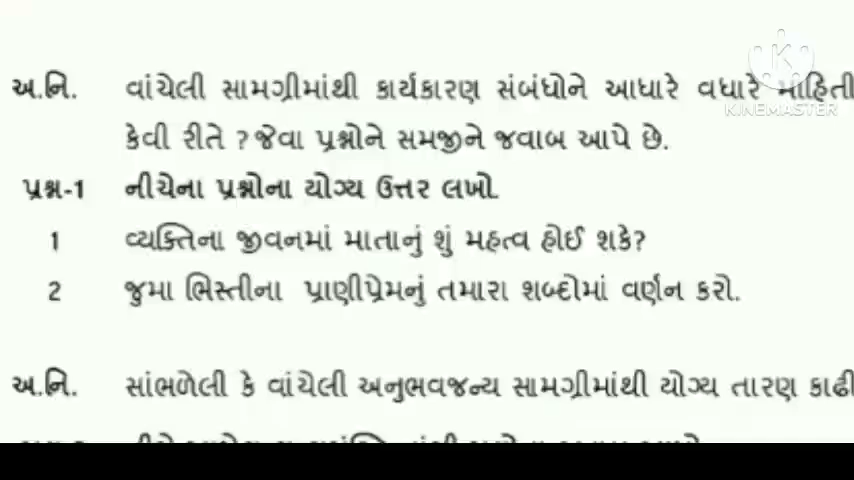 KINEMASTER
અ.નિ. વાંચેલી સામગ્રીમાંથી કાર્યકારણ સંબંધોને આધારે વધારે માહિતી
કેવી રીતે ? જેવા પ્રશ્નોને સમજીને જવાબ આપે છે.
પ્રશ્ન-1 નીચેના પ્રશ્નોના યોગ્ય ઉત્તર લખો.
1 વ્યક્તિના જીવનમાં માતાનું શું મહત્વ હોઈ શકે?
2 જુમા ભિસ્તીના પ્રાણીપ્રેમનું તમારા શબ્દોમાં વર્ણન કરો.
અ.નિ. સાંભળેલી કે વાંચેલી અનુભવજન્ય સામગ્રીમાંથી યોગ્ય તારણ કાઢી